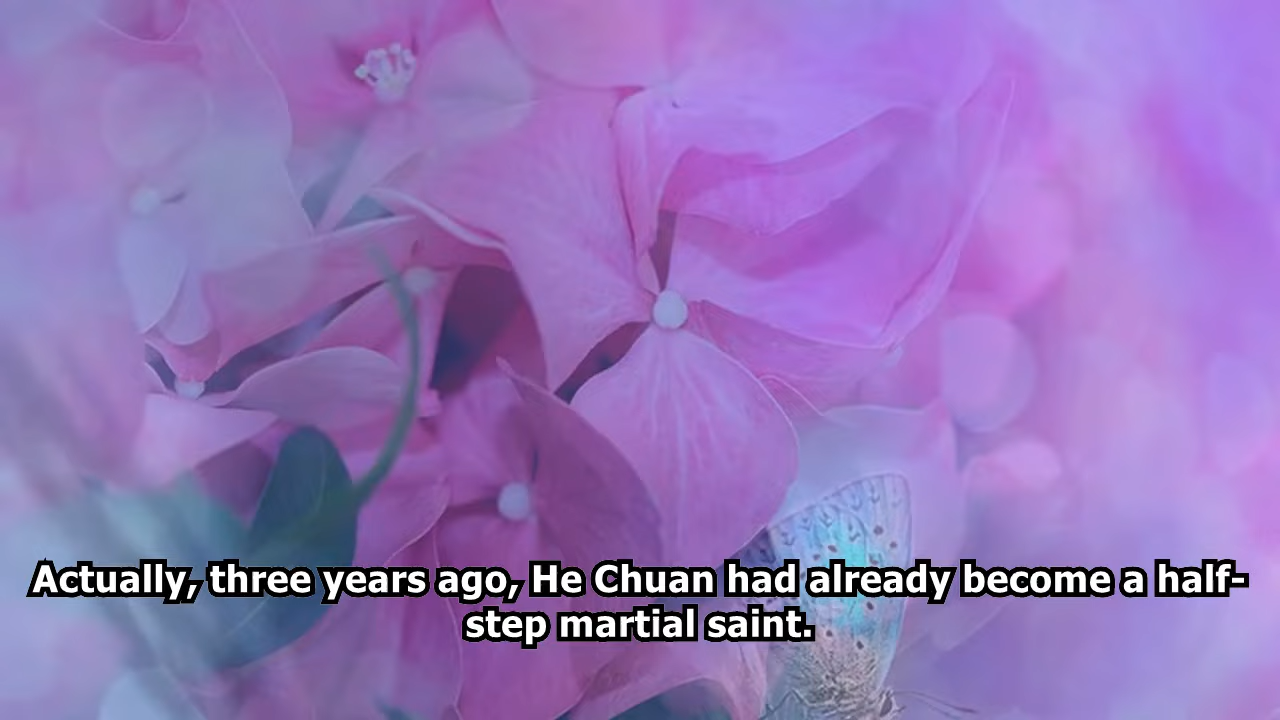 Actually, three years ago, He Chuan had already become a half-
step martial saint.